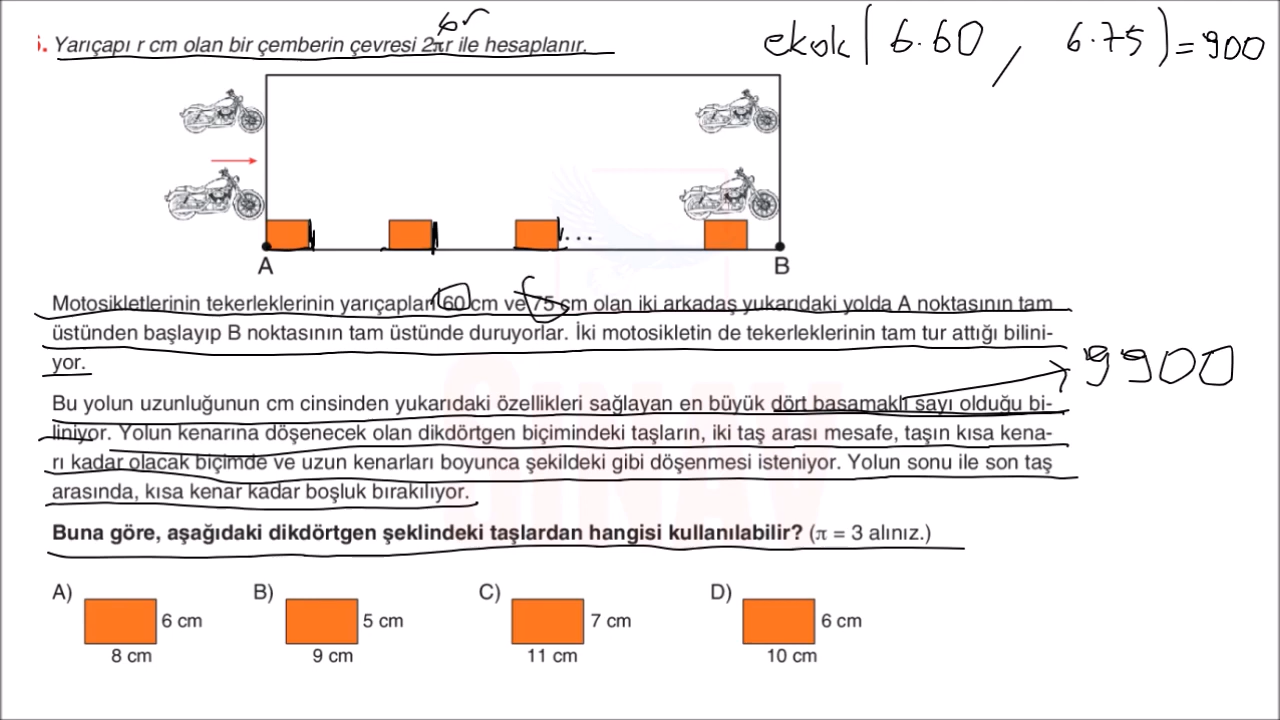 6r
ekok ( 6.60 , 6.75 ) = 900
. Yarıçapı r cm olan bir çemberin çevresi 2πr ile hesaplanır.
...
A B
Motosikletlerinin tekerleklerinin yarıçapları 60 cm ve 75 cm olan iki arkadaş yukarıdaki yolda A noktasının tam
üstünden başlayıp B noktasının tam üstünde duruyorlar. İki motosikletin de tekerleklerinin tam tur attığı bilini-
yor.
9900
Bu yolun uzunluğunun cm cinsinden yukarıdaki özellikleri sağlayan en büyük dört basamaklı sayı olduğu bi-
liniyor. Yolun kenarına döşenecek olan dikdörtgen biçimindeki taşların, iki taş arası mesafe, taşın kısa kena-
rı kadar olacak biçimde ve uzun kenarları boyunca şekildeki gibi döşenmesi isteniyor. Yolun sonu ile son taş
arasında, kısa kenar kadar boşluk bırakılıyor.
Buna göre, aşağıdaki dikdörtgen şeklindeki taşlardan hangisi kullanılabilir? (π = 3 alınız.)
A) B) C) D)
6 cm 5 cm 7 cm 6 cm
8 cm 9 cm 11 cm 10 cm
SINAV